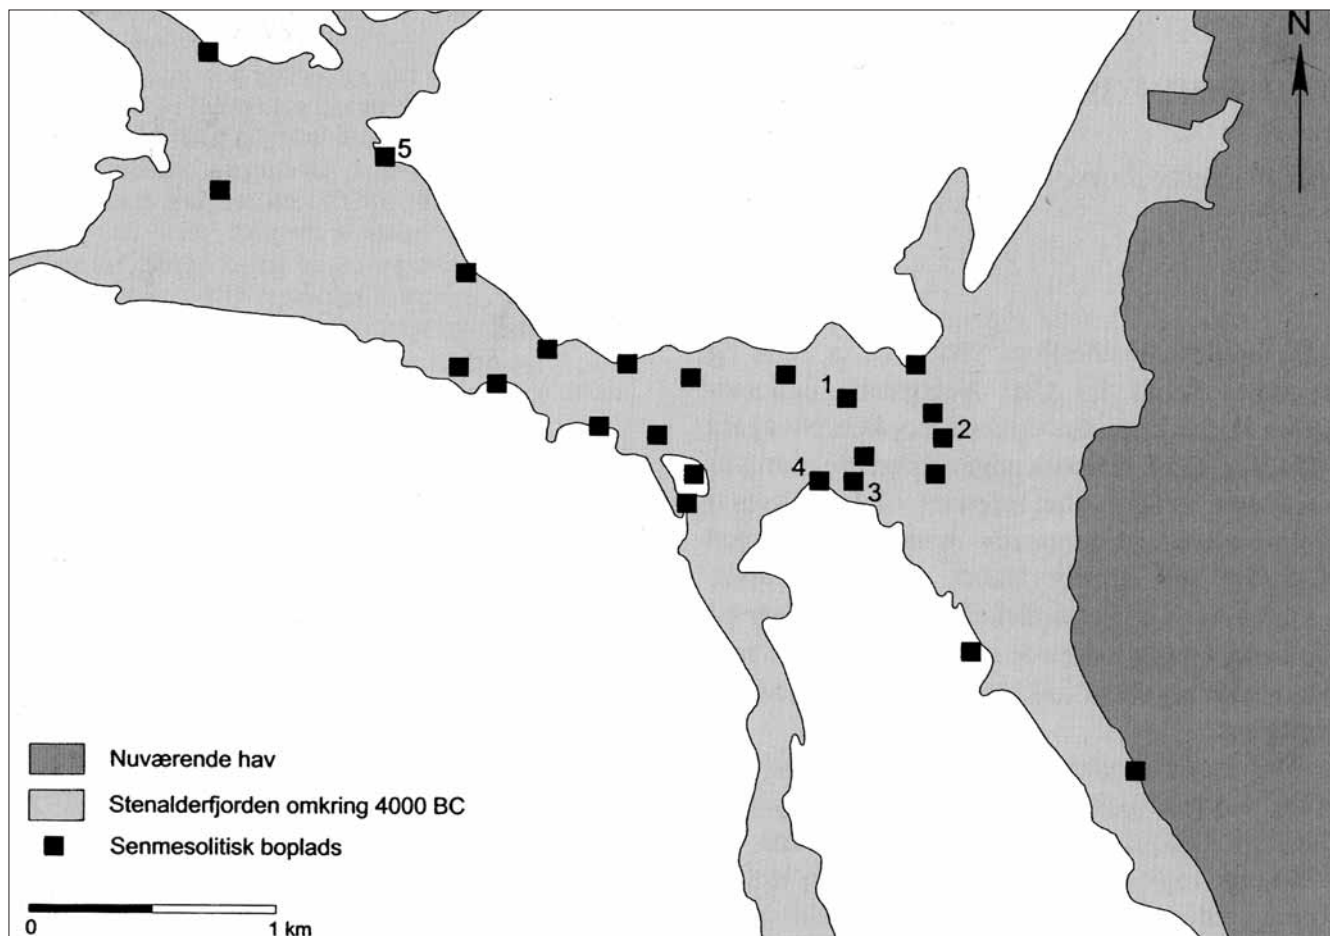 N
5
1
2
4
3
Nuværende hav
Stenalderfjorden omkring 4000 BC
Senmesolitisk boplads
0 1 km